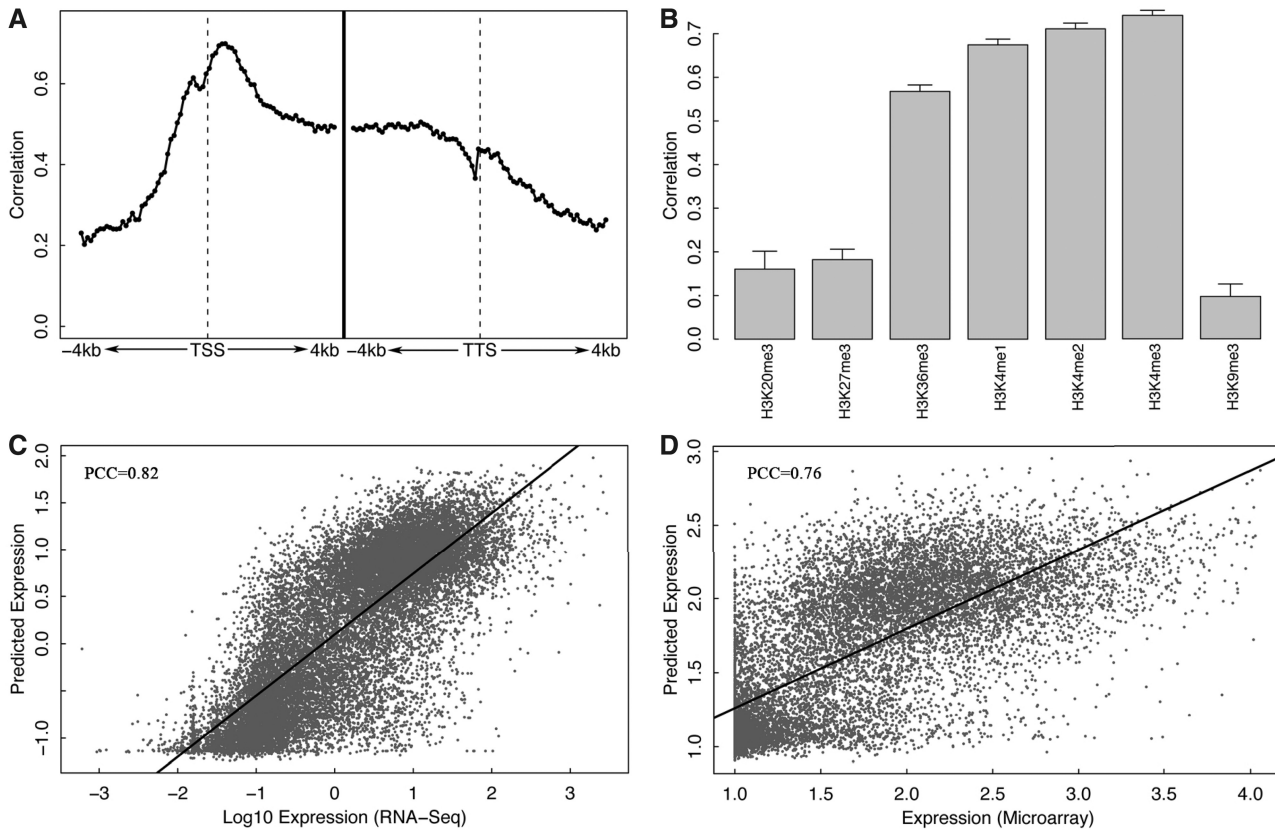 A
Correlation
0.0
0.2
0.4
0.6
−4kb
TSS
4kb
−4kb
TTS
4kb
B
Correlation
0.0
0.1
0.2
0.3
0.4
0.5
0.6
0.7
H3K20me3
H3K27me3
H3K36me3
H3K4me1
H3K4me2
H3K4me3
H3K9me3
C
PCC=0.82
Predicted Expression
−1.0
0.0
0.5
1.0
1.5
2.0
−3
−2
−1
0
1
2
3
Log10 Expression (RNA−Seq)
D
PCC=0.76
Predicted Expression
1.0
1.5
2.0
2.5
3.0
1.0
1.5
2.0
2.5
3.0
3.5
4.0
Expression (Microarray)